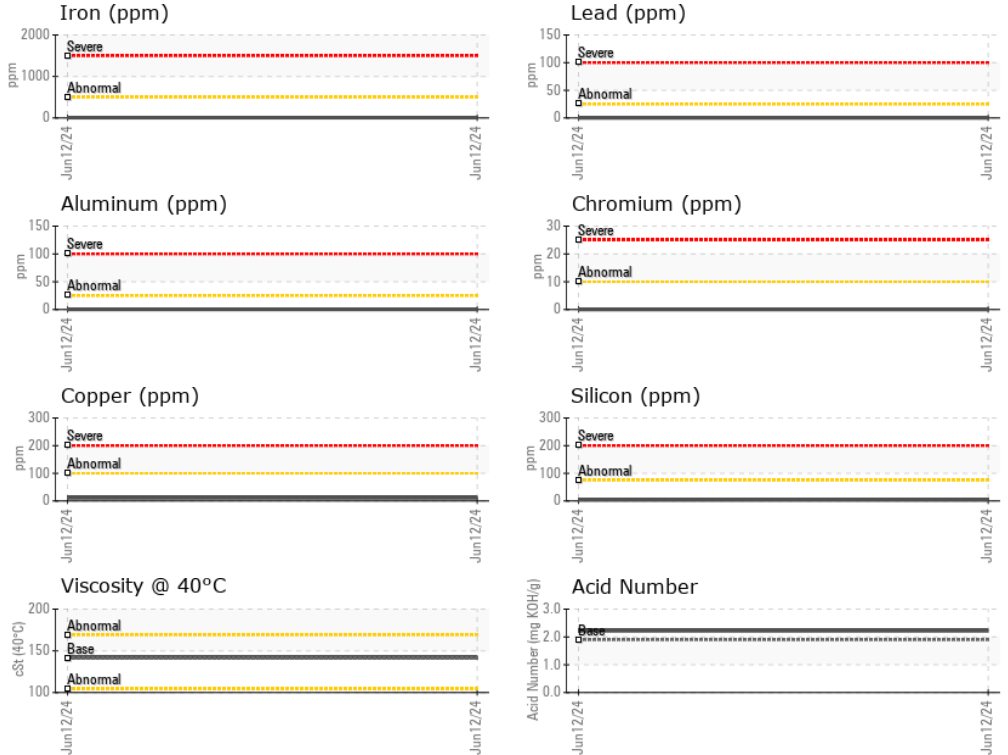 Iron (ppm)
2000
1000
0
ppm
Severe
Abnormal
Jun12/24
Jun12/24
Lead (ppm)
150
100
50
0
ppm
Severe
Abnormal
Jun12/24
Jun12/24
Aluminum (ppm)
150
100
50
0
ppm
Severe
Abnormal
Jun12/24
Jun12/24
Chromium (ppm)
30
20
10
0
ppm
Severe
Abnormal
Jun12/24
Jun12/24
Copper (ppm)
300
200
100
0
ppm
Severe
Abnormal
Jun12/24
Jun12/24
Silicon (ppm)
300
200
100
0
ppm
Severe
Abnormal
Jun12/24
Jun12/24
Viscosity @ 40°C
200
150
100
cSt (40°C)
Abnormal
Base
Abnormal
Jun12/24
Jun12/24
Acid Number
3.0
2.0
1.0
0.0
Acid Number (mg KOH/g)
Base
Jun12/24
Jun12/24